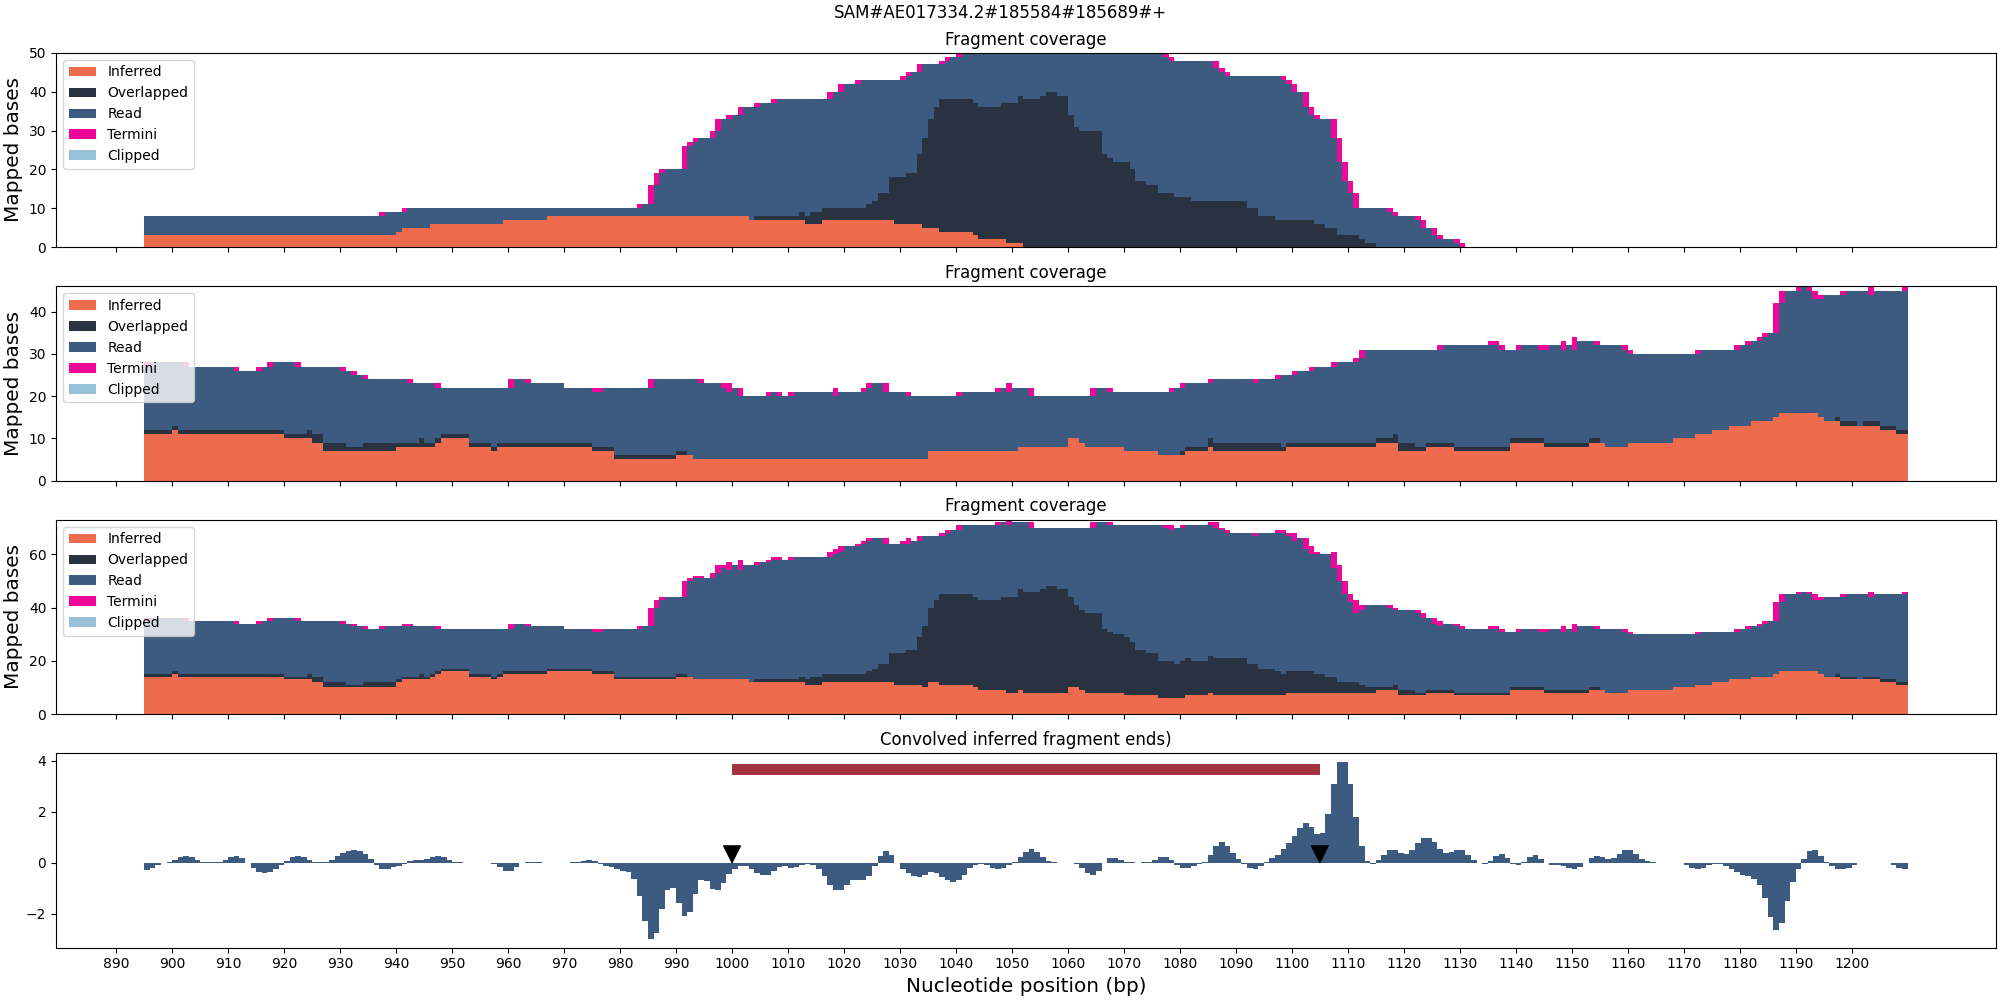 SAM#AE017334.2#185584#185689#+
Fragment coverage
Mapped bases
50
40
30
20
10
0
Inferred
Overlapped
Read
Termini
Clipped
Fragment coverage
Mapped bases
40
30
20
10
0
Inferred
Overlapped
Read
Termini
Clipped
Fragment coverage
Mapped bases
60
40
20
0
Inferred
Overlapped
Read
Termini
Clipped
Convolved inferred fragment ends)
4
2
0
−2
890 900 910 920 930 940 950 960 970 980 990 1000 1010 1020 1030 1040 1050 1060 1070 1080 1090 1100 1110 1120 1130 1140 1150 1160 1170 1180 1190 1200
Nucleotide position (bp)